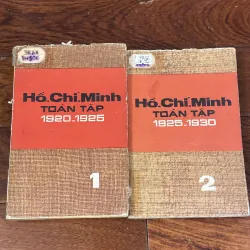 Hồ.Chí.Minh
TOÀN TẬP
1920.1925
1
Hồ.Chí.Minh
TOÀN TẬP
1925.1930
2